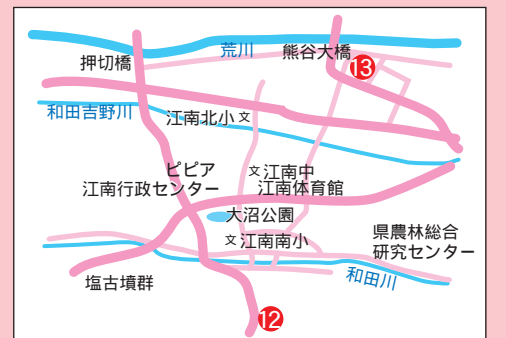 荒川
熊谷大橋
押切橋
⓭
和田吉野川
江南北小文
ピピア
江南行政センター
文江南中
江南体育館
大沼公園
文江南南小
県農林総合
研究センター
塩古墳群
和田川
⓬